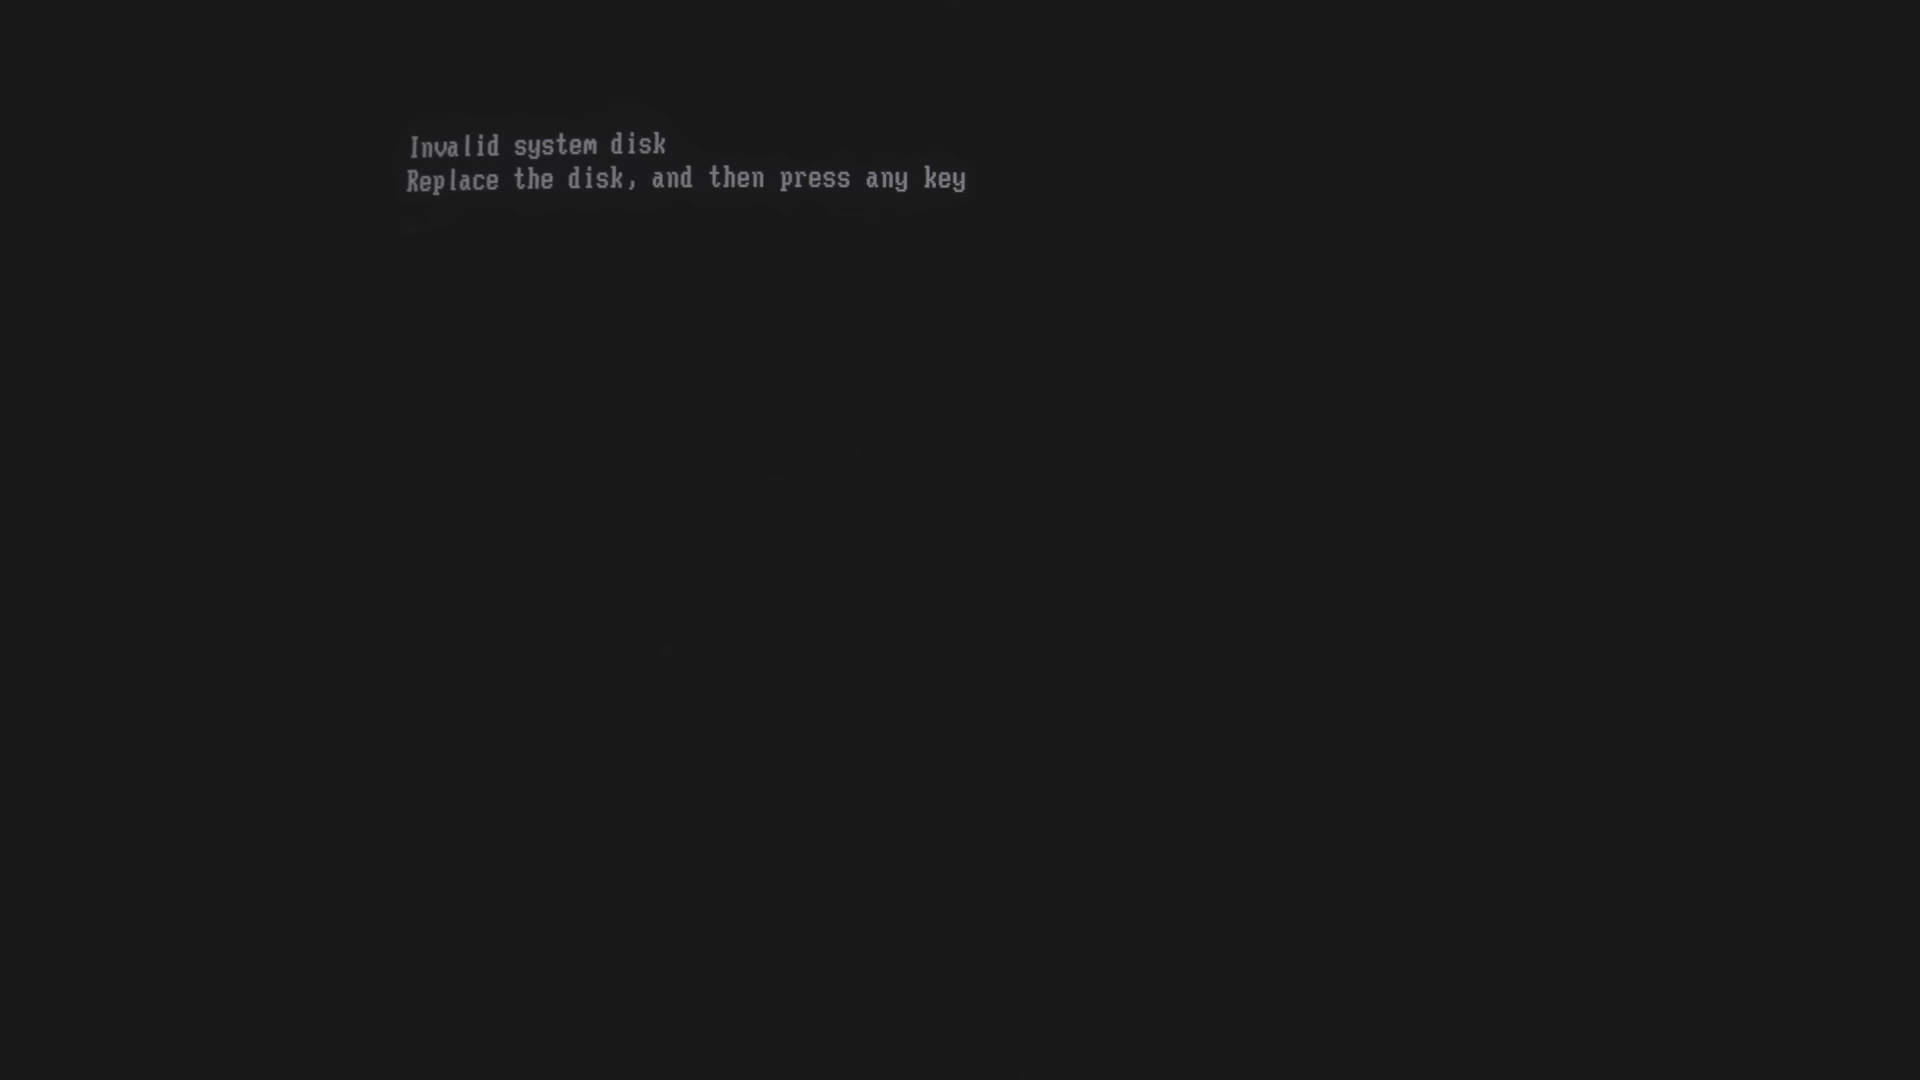 Invalid system disk
Replace the disk, and then press any key